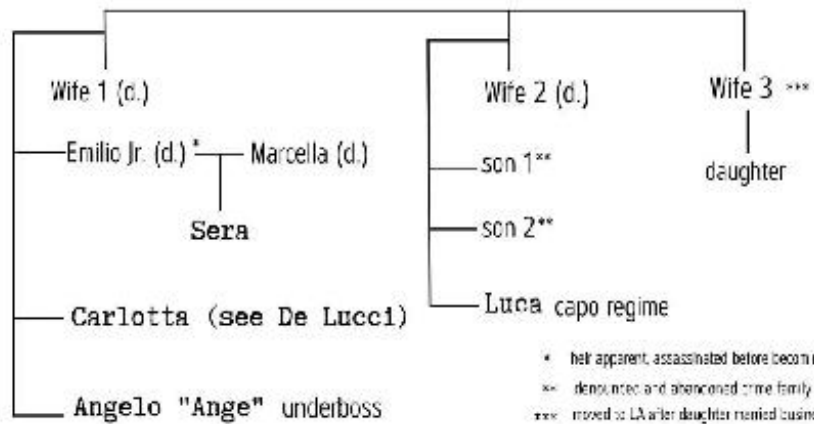 Wife 1 (d.)
Wife 2 (d.)
Wife 3 ***
Emilio Jr. (d.) * Marcella (d.)
son 1**
daughter
Sera
son 2**
Carlotta (see De Lucci)
Luca capo regime
Angelo "Ange" underboss
* heir apparent, assassinated before
** denounced and abandoned crime family
*** moved to LA after daughter married